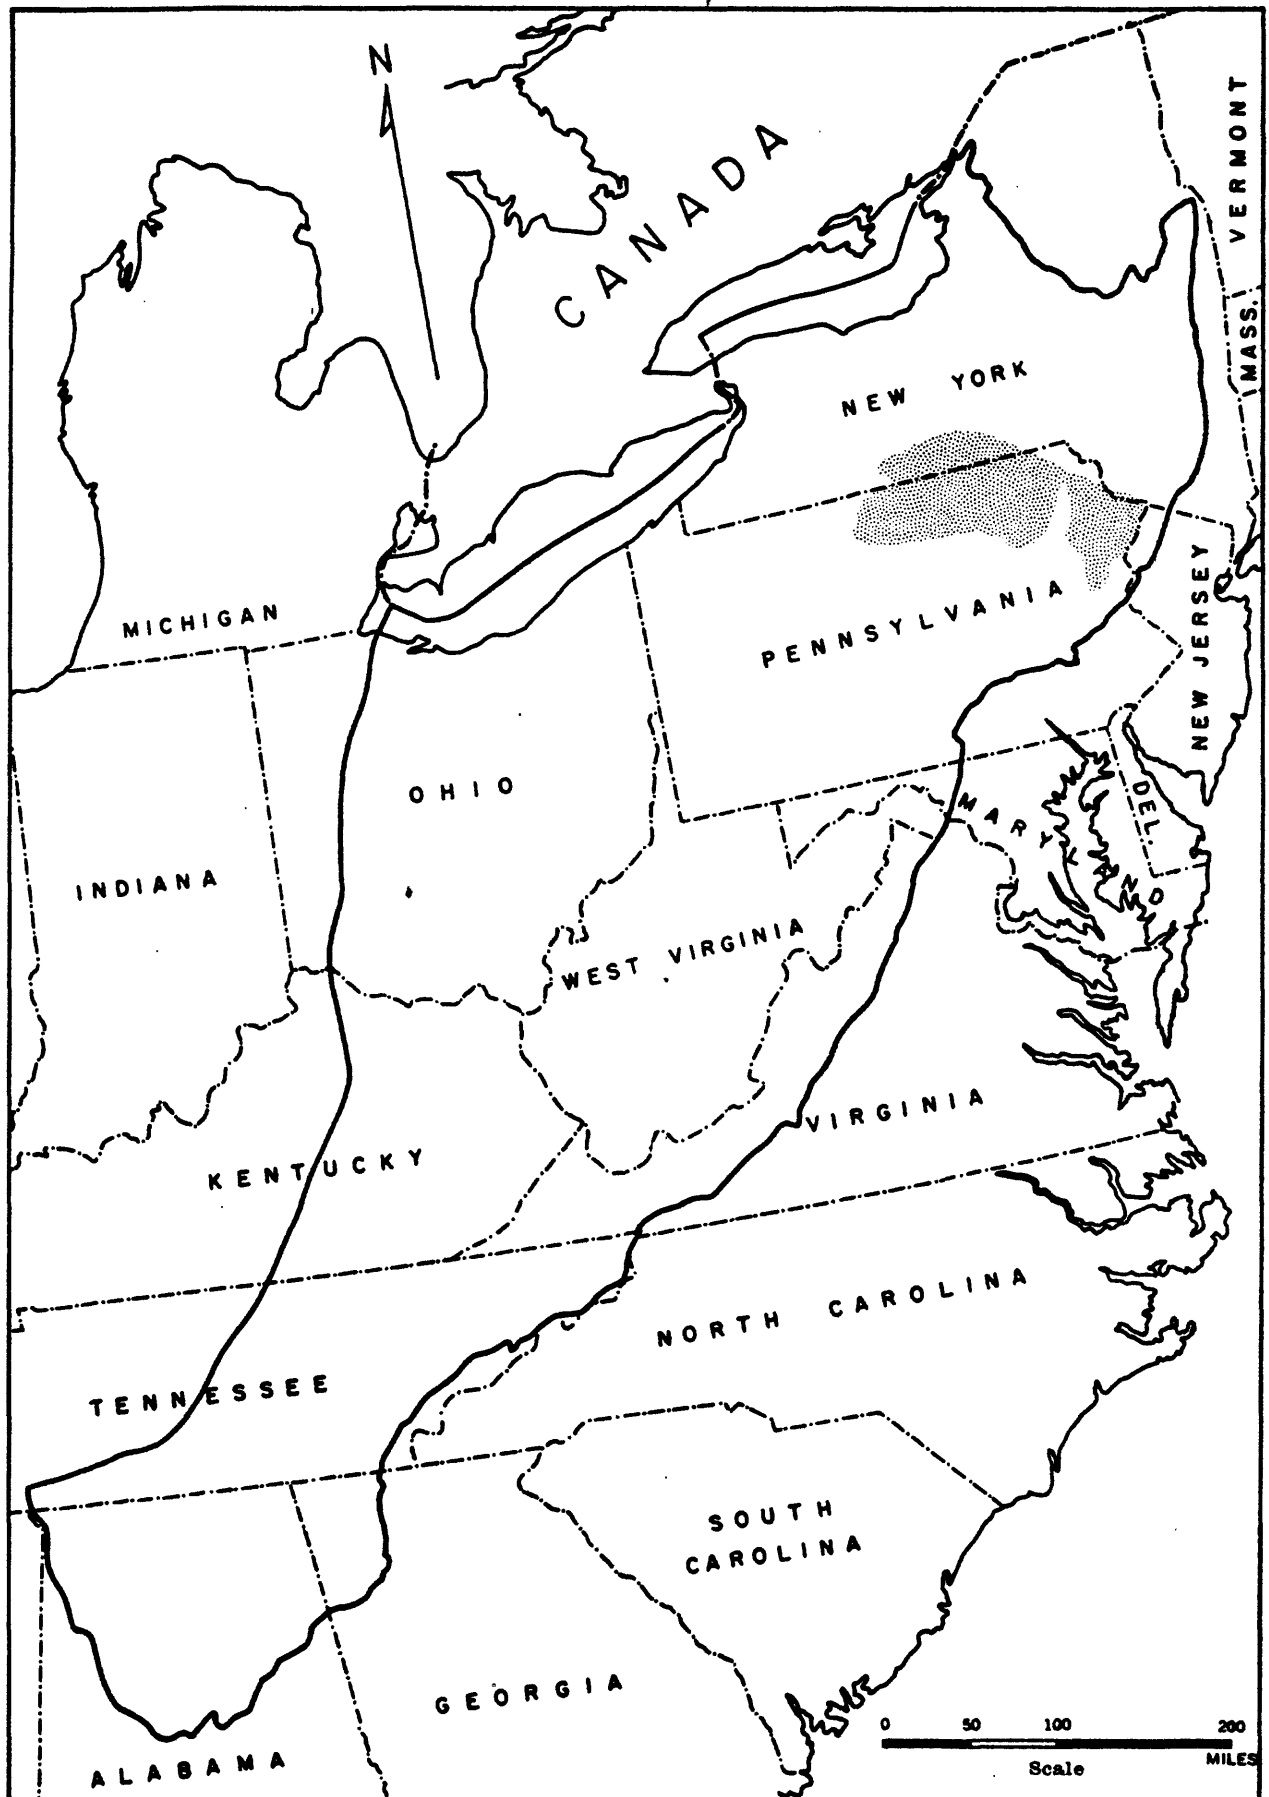 N
CANADA
VERMONT
MASS.
NEW YORK
MICHIGAN
PENNSYLVANIA
NEW JERSEY
OHIO
DEL.
MARYLAND
INDIANA
WEST VIRGINIA
VIRGINIA
KENTUCKY
NORTH CAROLINA
TENNESSEE
SOUTH
CAROLINA
GEORGIA
ALABAMA
0 50 100 200
MILES
Scale